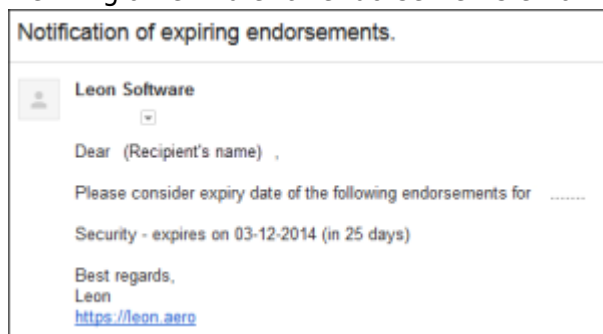 Notification of expiring endorsements.
Leon Software
Dear (Recipient's name) ,
Please consider expiry date of the following endorsements for .......
Security - expires on 03-12-2014 (in 25 days)
Best regards,
Leon
https://leon.aero